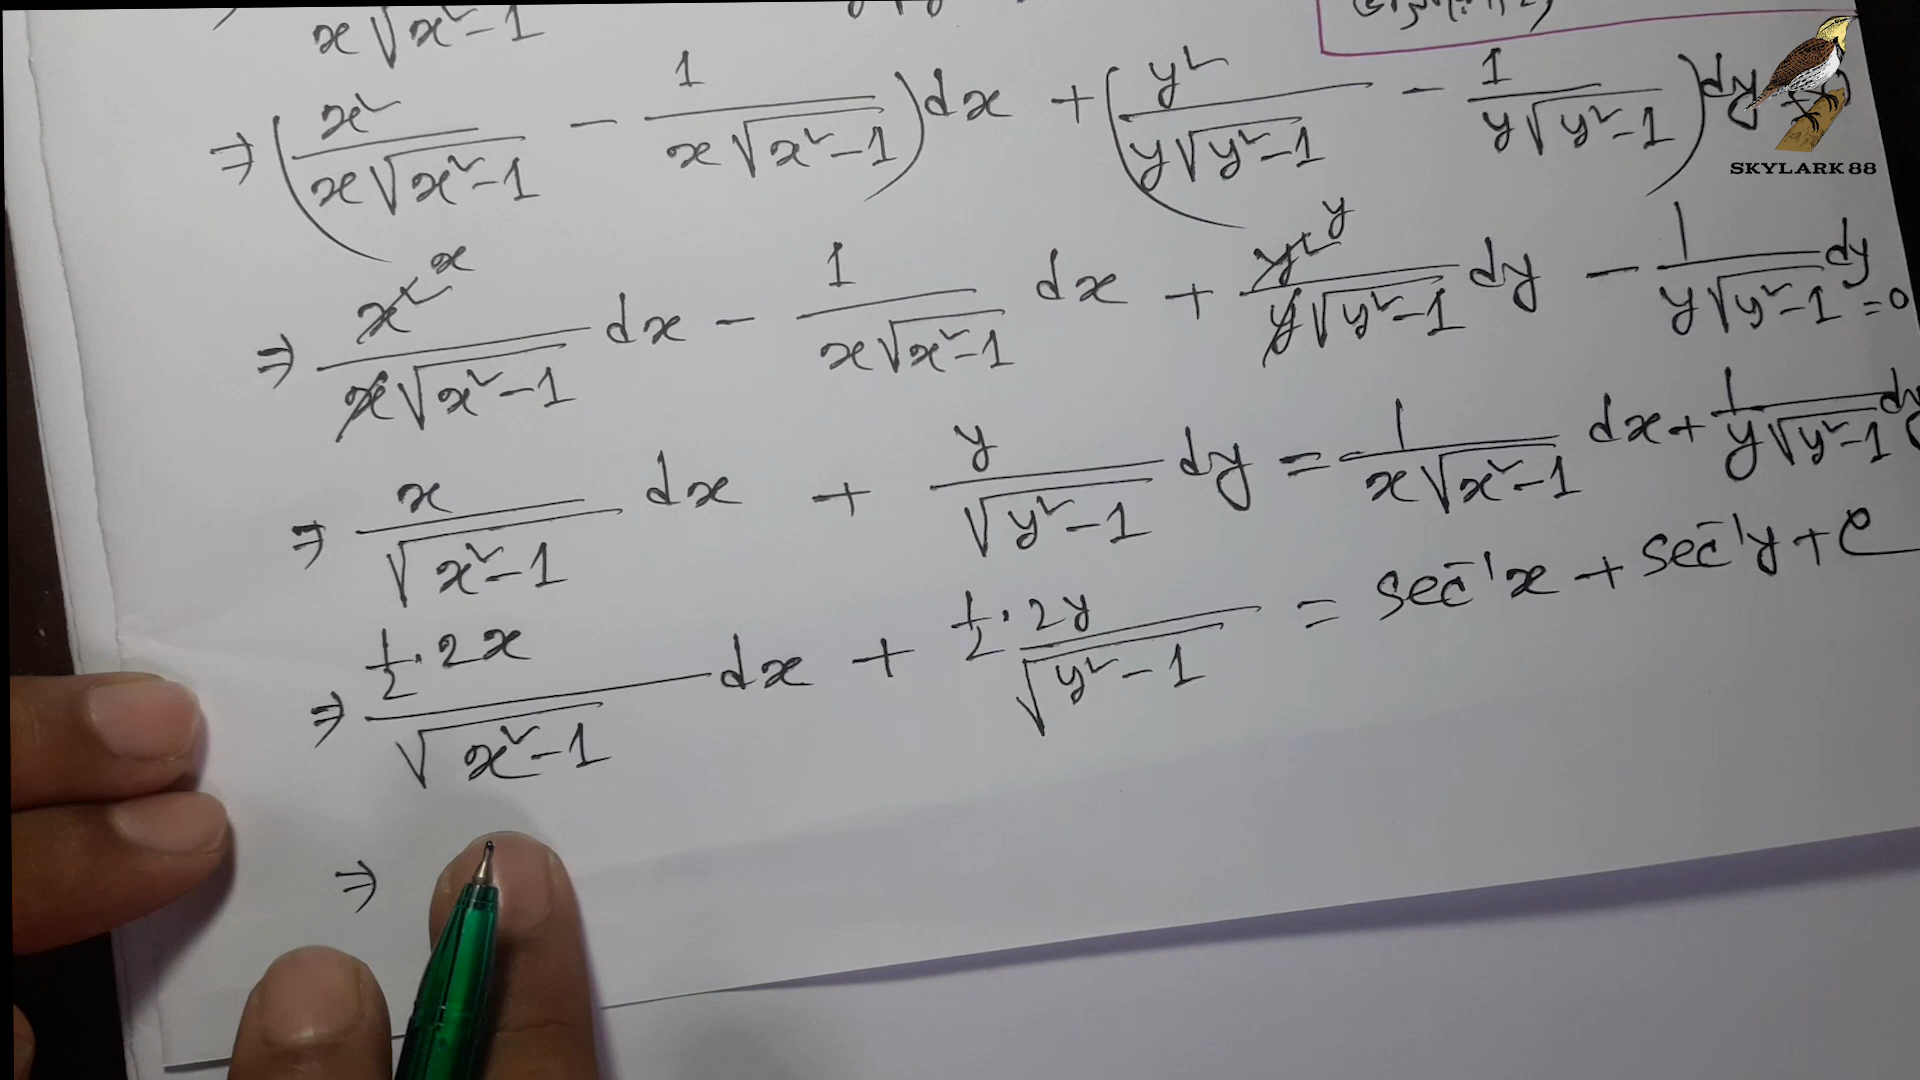 x√x²-1
⇒ (x²/x√x²-1 - 1/x√x²-1)dx + (y²/y√y²-1 - 1/y√y²-1)dy
SKYLARK 88
⇒ x² x/x√x²-1 dx - 1/x√x²-1 dx + y² y/y√y²-1 dy - 1/y√y²-1 dy = 0
⇒ x/√x²-1 dx + y/√y²-1 dy = 1/x√x²-1 dx + 1/y√y²-1 dy
⇒ ½·2x/√x²-1 dx + ½·2y/√y²-1 = sec⁻¹x + sec⁻¹y + c
⇒